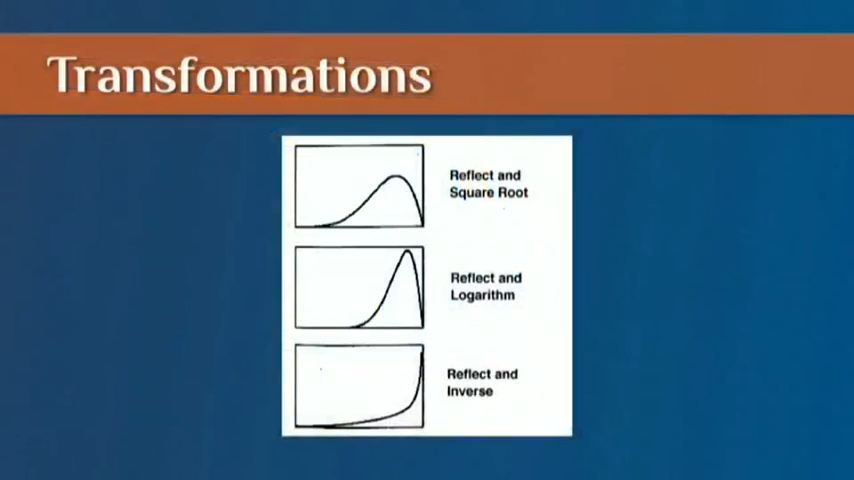 Transformations
Reflect and
Square Root
Reflect and
Logarithm
Reflect and
Inverse